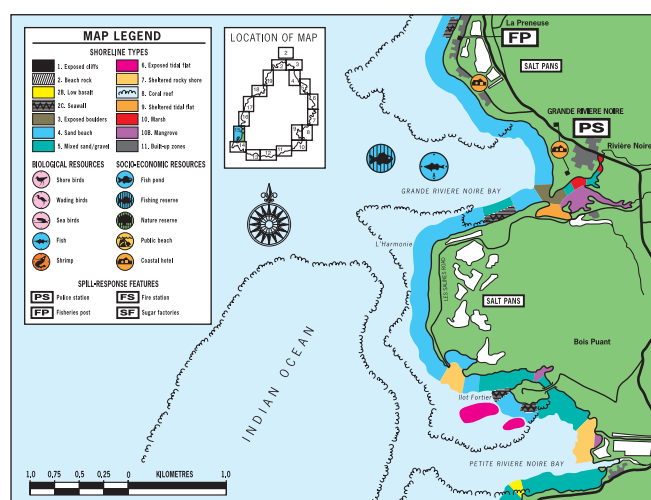 MAP LEGEND
SHORELINE TYPES
1. Exposed cliffs
2. Beach rock
2B. Low basalt
2C. Seawall
3. Exposed boulders
4. Sand beach
5. Mixed sand/gravel
6. Exposed tidal flat
7. Sheltered rocky shore
8. Coral reef
9. Sheltered tidal flat
10. Marsh
10B. Mangrove
11. Built-up zones
BIOLOGICAL RESOURCES
Shore birds
Wading birds
Sea birds
Fish
Shrimp
SOCIO-ECONOMIC RESOURCES
Fish pond
Fishing reserve
Nature reserve
Public beach
Coastal hotel
SPILL-RESPONSE FEATURES
PS Police station
FS Fire station
FP Fisheries post
SF Sugar factories
LOCATION OF MAP
La Preneuse
FP
SALT PANS
GRANDE RIVIERE NOIRE
PS
Rivière Noire
GRANDE RIVIERE NOIRE BAY
L'Harmonie
LES SALINES ROAD
SALT PANS
Bois Puant
Ilot Fortier
INDIAN OCEAN
PETITE RIVIERE NOIRE BAY
1,0 0,75 0,5 0,25 0 KILOMETRES 1,0